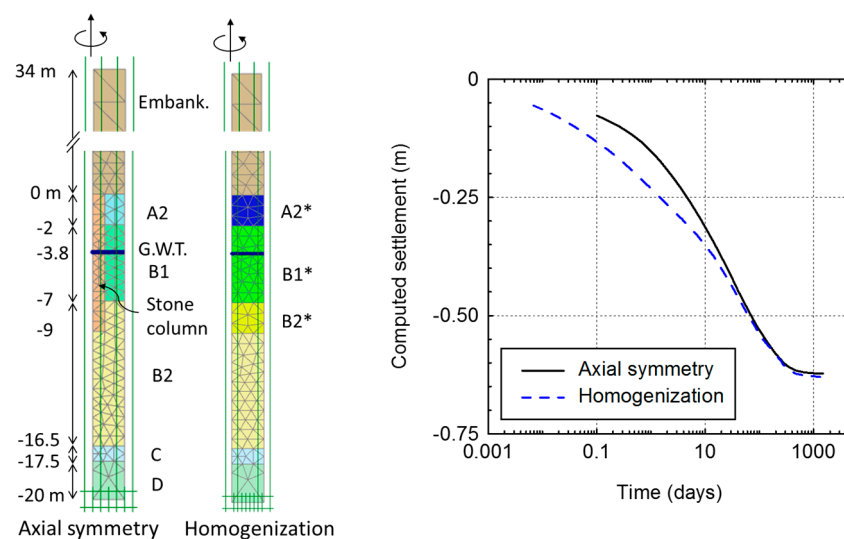 34 m
Embank.
0 m
A2
A2*
-2
-3.8
G.W.T.
B1
B1*
-7
Stone
column
-9
B2*
B2
-16.5
-17.5
C
D
-20 m
Axial symmetry
Homogenization
0
-0.25
-0.50
-0.75
Computed settlement (m)
Axial symmetry
Homogenization
0.001
0.1
10
1000
Time (days)